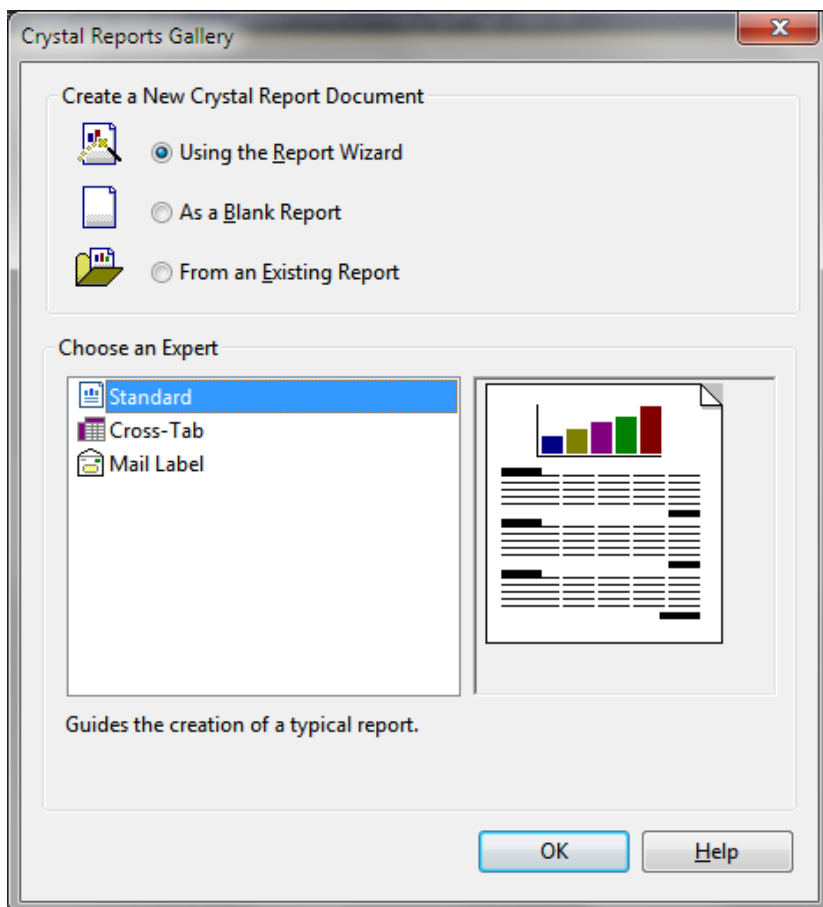 Crystal Reports Gallery
Create a New Crystal Report Document
Using the Report Wizard
As a Blank Report
From an Existing Report
Choose an Expert
Standard
Cross-Tab
Mail Label
Guides the creation of a typical report.
OK
Help